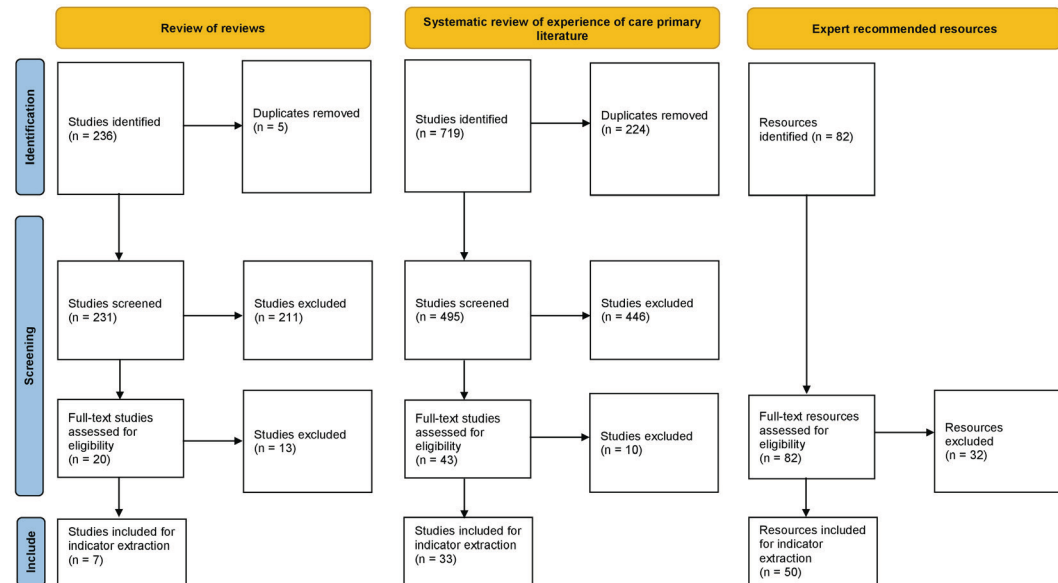 Review of reviews
Systematic review of experience of care primary
literature
Expert recommended resources
Identification
Studies identified
(n = 236)
Duplicates removed
(n = 5)
Studies identified
(n = 719)
Duplicates removed
(n = 224)
Resources
identified (n = 82)
Screening
Studies screened
(n = 231)
Studies excluded
(n = 211)
Studies screened
(n = 495)
Studies excluded
(n = 446)
Full-text studies
assessed for
eligibility
(n = 20)
Studies excluded
(n = 13)
Full-text studies
assessed for
eligibility
(n = 43)
Studies excluded
(n = 10)
Full-text resources
assessed for
eligibility
(n = 82)
Resources
excluded (n = 32)
Include
Studies included for
indicator extraction
(n = 7)
Studies included for
indicator extraction
(n = 33)
Resources included
for indicator
extraction
(n = 50)